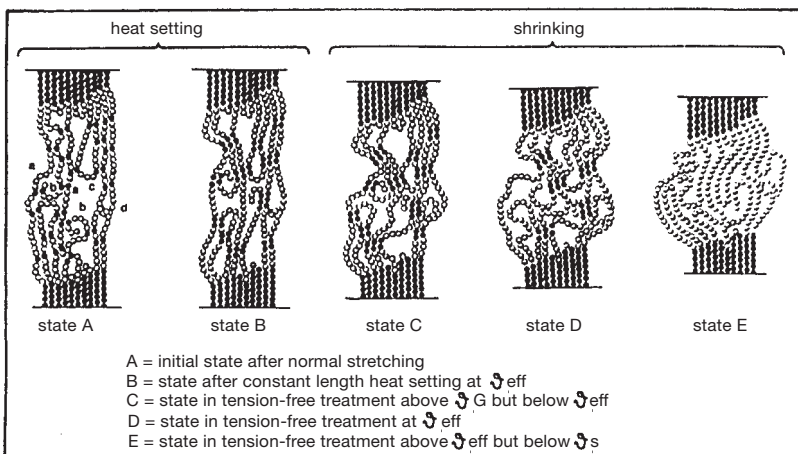 heat setting
shrinking
a
b
a
c
b
d
state A
state B
state C
state D
state E
A = initial state after normal stretching
B = state after constant length heat setting at ϑ eff
C = state in tension-free treatment above ϑ G but below ϑ eff
D = state in tension-free treatment at ϑ eff
E = state in tension-free treatment above ϑ eff but below ϑ s